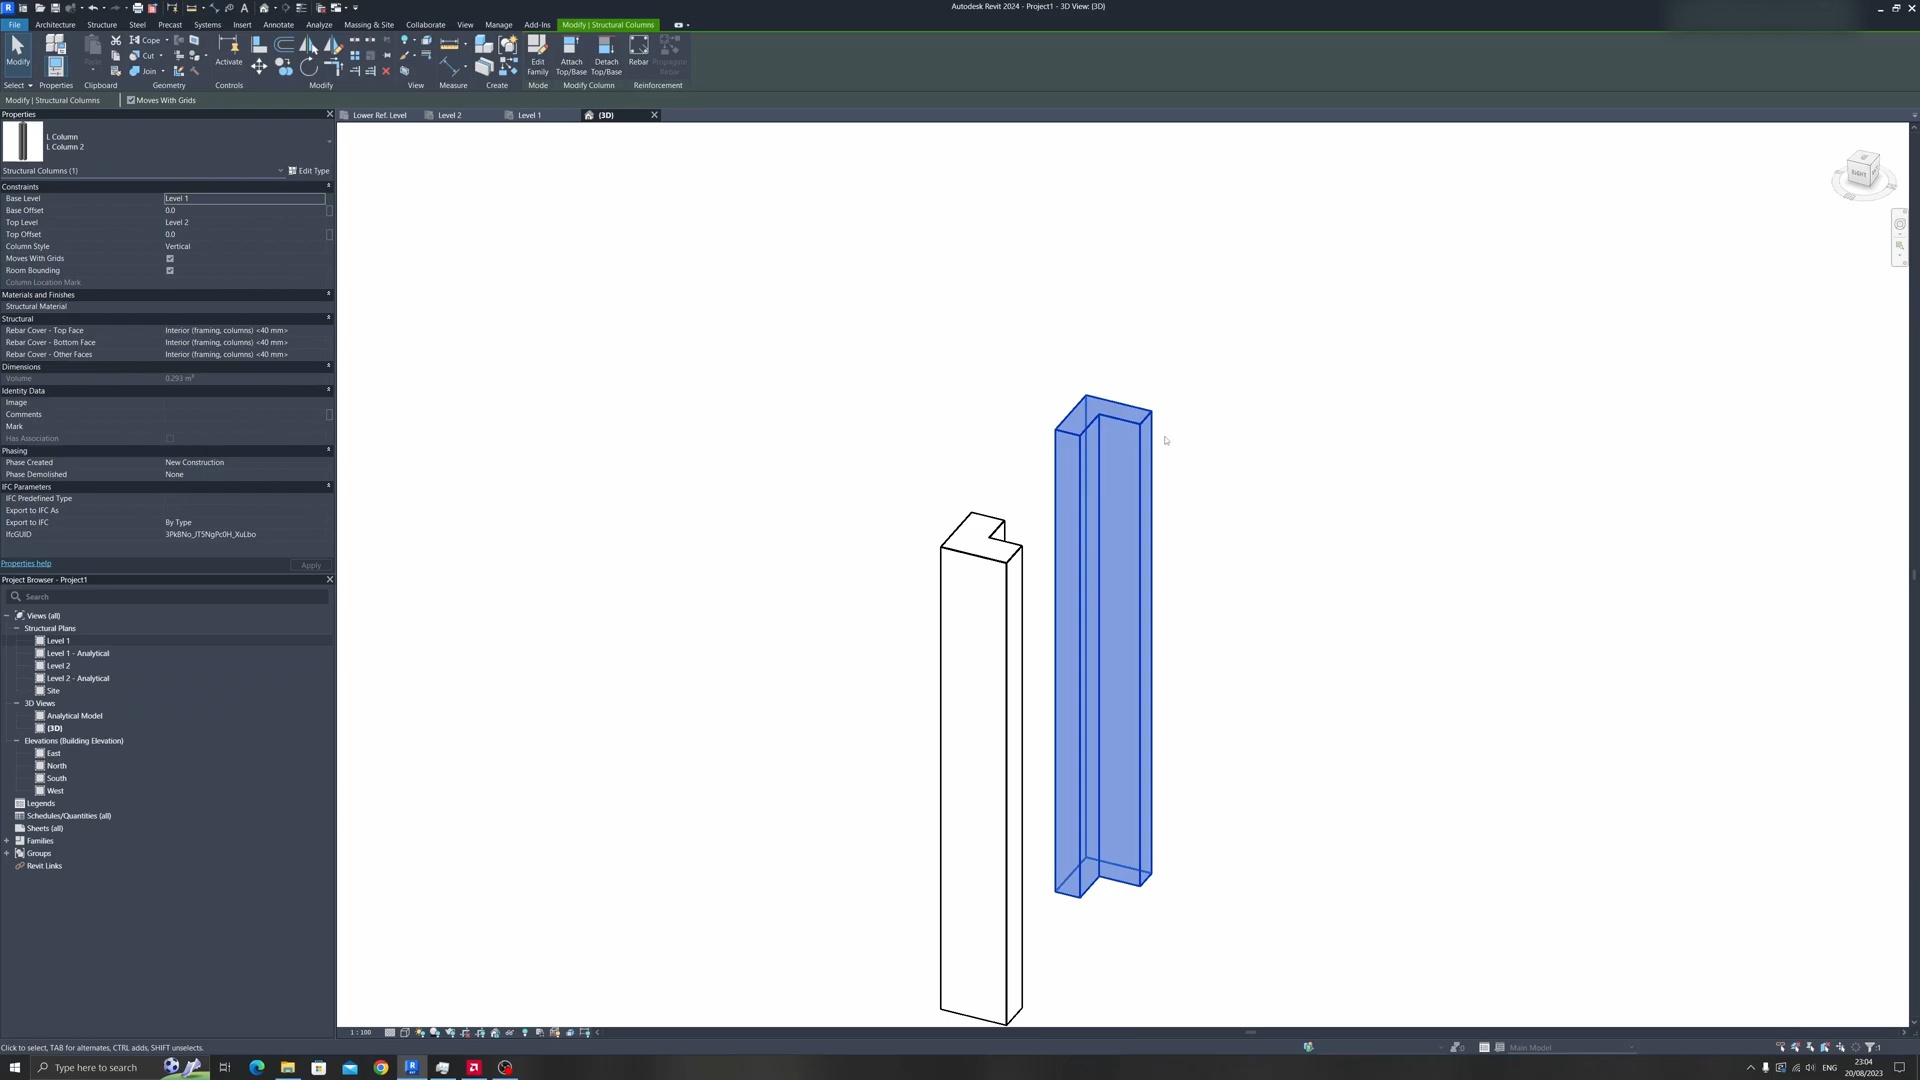 Autodesk Revit 2024 - Project1 - 3D View: {3D}
File Architecture Structure Steel Precast Systems Insert Annotate Analyze Massing & Site Collaborate View Manage Add-Ins Modify | Structural Columns
Modify
Properties
Paste
Cope
Cut
Join
Activate
Edit Family
Attach Top/Base
Detach Top/Base
Rebar
Propagate Rebar
Select Properties Clipboard Geometry Controls Modify View Measure Create Mode Modify Column Reinforcement
Modify | Structural Columns
Moves With Grids
Properties
Lower Ref. Level
Level 2
Level 1
{3D}
L Column
L Column 2
Structural Columns (1)
Edit Type
Constraints
Base Level Level 1
Base Offset 0.0
Top Level Level 2
Top Offset 0.0
Column Style Vertical
Moves With Grids
Room Bounding
Column Location Mark
Materials and Finishes
Structural Material
Structural
Rebar Cover - Top Face Interior (framing, columns) <40 mm>
Rebar Cover - Bottom Face Interior (framing, columns) <40 mm>
Rebar Cover - Other Faces Interior (framing, columns) <40 mm>
Dimensions
Volume 0.293 m³
Identity Data
Image
Comments
Mark
Has Association
Phasing
Phase Created New Construction
Phase Demolished None
IFC Parameters
IFC Predefined Type
Export to IFC As
Export to IFC By Type
IfcGUID 3PkBNo_JT5NgPc0H_XuLbo
Properties help
Apply
Project Browser - Project1
Search
Views (all)
Structural Plans
Level 1
Level 1 - Analytical
Level 2
Level 2 - Analytical
Site
3D Views
Analytical Model
{3D}
Elevations (Building Elevation)
East
North
South
West
Legends
Schedules/Quantities (all)
Sheets (all)
Families
Groups
Revit Links
RIGHT
1 : 100
Click to select, TAB for alternates, CTRL adds, SHIFT unselects.
:0
Main Model
:1
Type here to search
ENG
23:04
20/08/2023